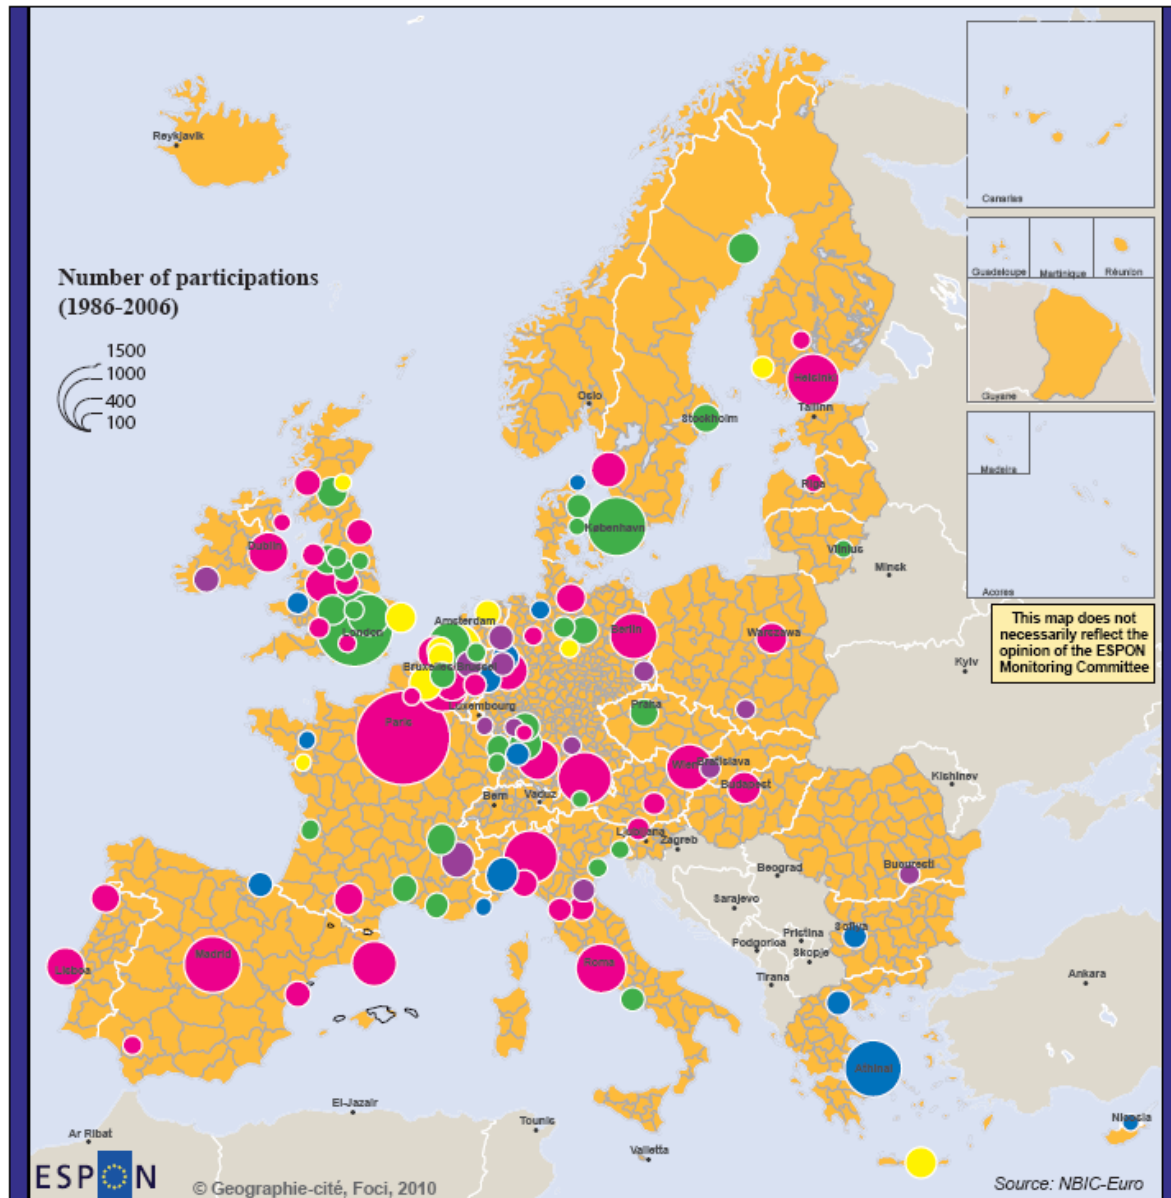 Reykjavik
Canarias
Guadeloupe
Martinique
Réunion
Number of participations
(1986-2006)
1500
1000
400
100
Guyane
Helsinki
Tallinn
Oslo
Stockholm
Madeira
Riga
København
Dublin
Vilnius
Minsk
Acores
This map does not
necessarily reflect the
opinion of the ESPON
Monitoring Committee
Amsterdam
London
Berlin
Warszawa
Bruxelles/Brussel
Kyiv
Luxembourg
Praha
Paris
Wien
Bratislava
Kishinev
Budapest
Bern
Vaduz
Ljubljana
Zagreb
Beograd
Bucuresti
Sarajevo
Sofiya
Pristina
Podgorica
Skopje
Madrid
Roma
Lisboa
Tirana
Ankara
Athinai
El-Jazair
Tounis
Nicosia
Ar Ribat
Valletta
ESPON
© Geographie-cité, Foci, 2010
Source: NBIC-Euro